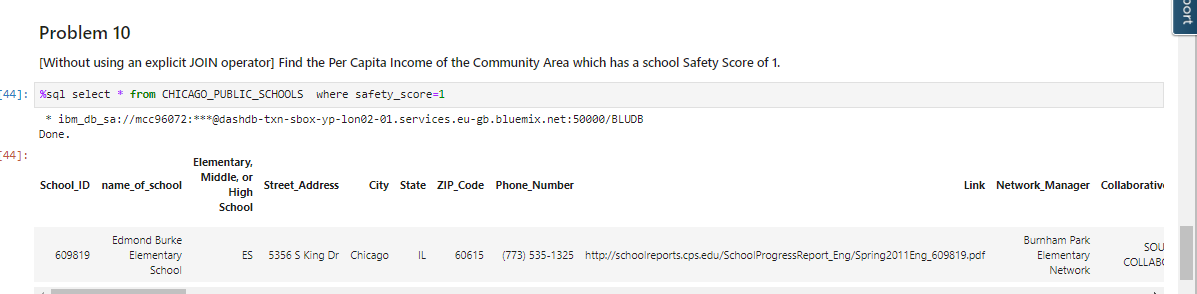 port
Problem 10
[Without using an explicit JOIN operator] Find the Per Capita Income of the Community Area which has a school Safety Score of 1.
[44]: %sql select * from CHICAGO_PUBLIC_SCHOOLS where safety_score=1
* ibm_db_sa://mcc96072:***@dashdb-txn-sbox-yp-lon02-01.services.eu-gb.bluemix.net:50000/BLUDB
Done.
[44]:
Elementary,
Middle, or
School_ID name_of_school High Street_Address City State ZIP_Code Phone_Number Link Network_Manager Collaborative
School
Edmond Burke Burnham Park
609819 Elementary ES 5356 S King Dr Chicago IL 60615 (773) 535-1325 http://schoolreports.cps.edu/SchoolProgressReport_Eng/Spring2011Eng_609819.pdf Elementary SOU
School Network COLLABC